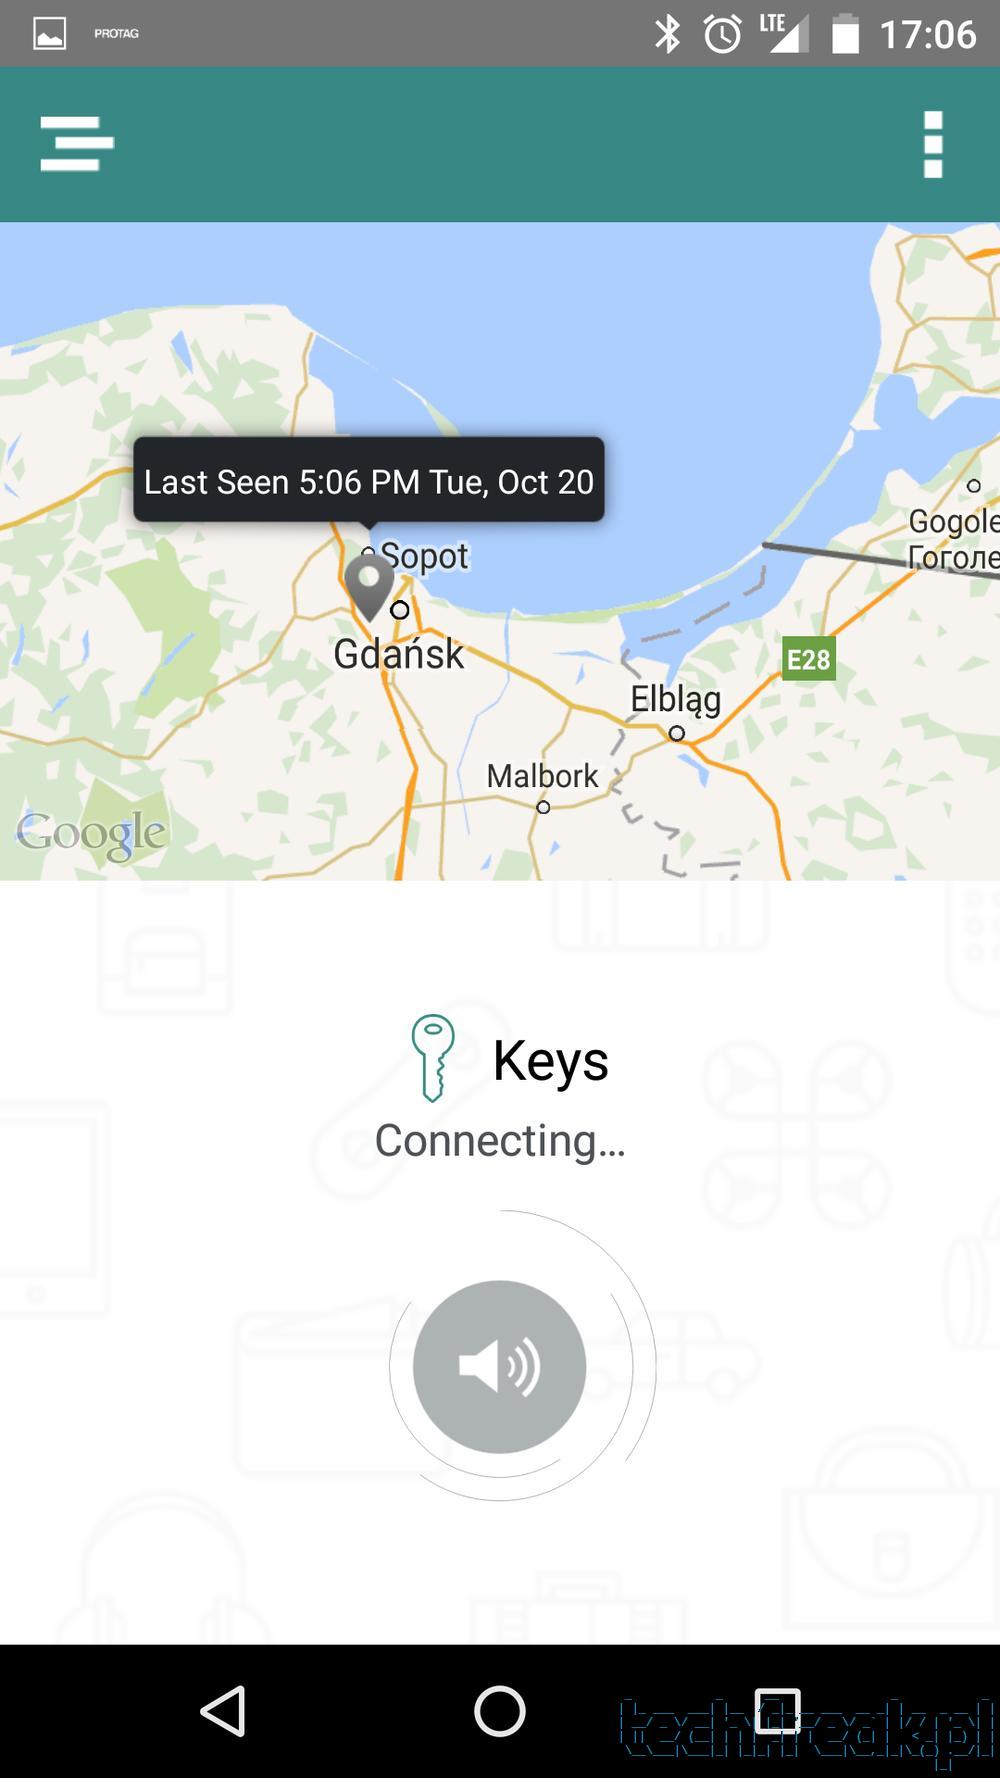 PROTAG
LTE
17:06
Last Seen 5:06 PM Tue, Oct 20
Sopot
Gdańsk
Gogole
Гоголе
E28
Elbląg
Malbork
Google
Keys
Connecting...
techfreak.pl